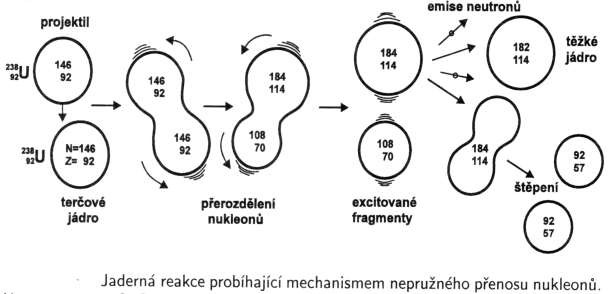 projektil
146
92
238
92 U
238
92 U
N=146
Z= 92
terčové
jádro
146
92
146
92
184
114
108
70
přerozdělení
nukleonů
184
114
108
70
excitované
fragmenty
emise neutronů
182
114
těžké
jádro
184
114
štěpení
92
57
92
57
Jaderná reakce probíhající mechanismem nepružného přenosu nukleonů.